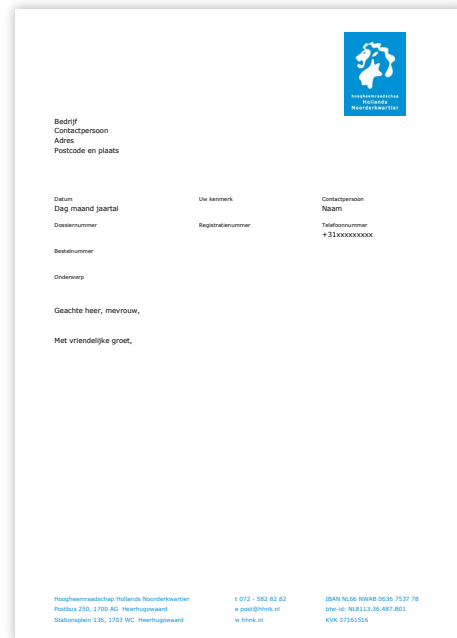 hoogheemraadschap
Hollands
Noorderkwartier
Bedrijf
Contactpersoon
Adres
Postcode en plaats
Datum Uw kenmerk Contactpersoon
Dag maand jaartal Naam
Dossiernummer Registratienummer Telefoonnummer
+31xxxxxxxxx
Bestelnummer
Onderwerp
Geachte heer, mevrouw,
Met vriendelijke groet,
Hoogheemraadschap Hollands Noorderkwartier t 072 - 582 82 82 IBAN NL66 NWAB 0636 7537 78
Postbus 250, 1700 AG Heerhugowaard e post@hhnk.nl btw-id: NL8113.36.487.B01
Stationsplein 136, 1703 WC Heerhugowaard w hhnk.nl KVK 37161516